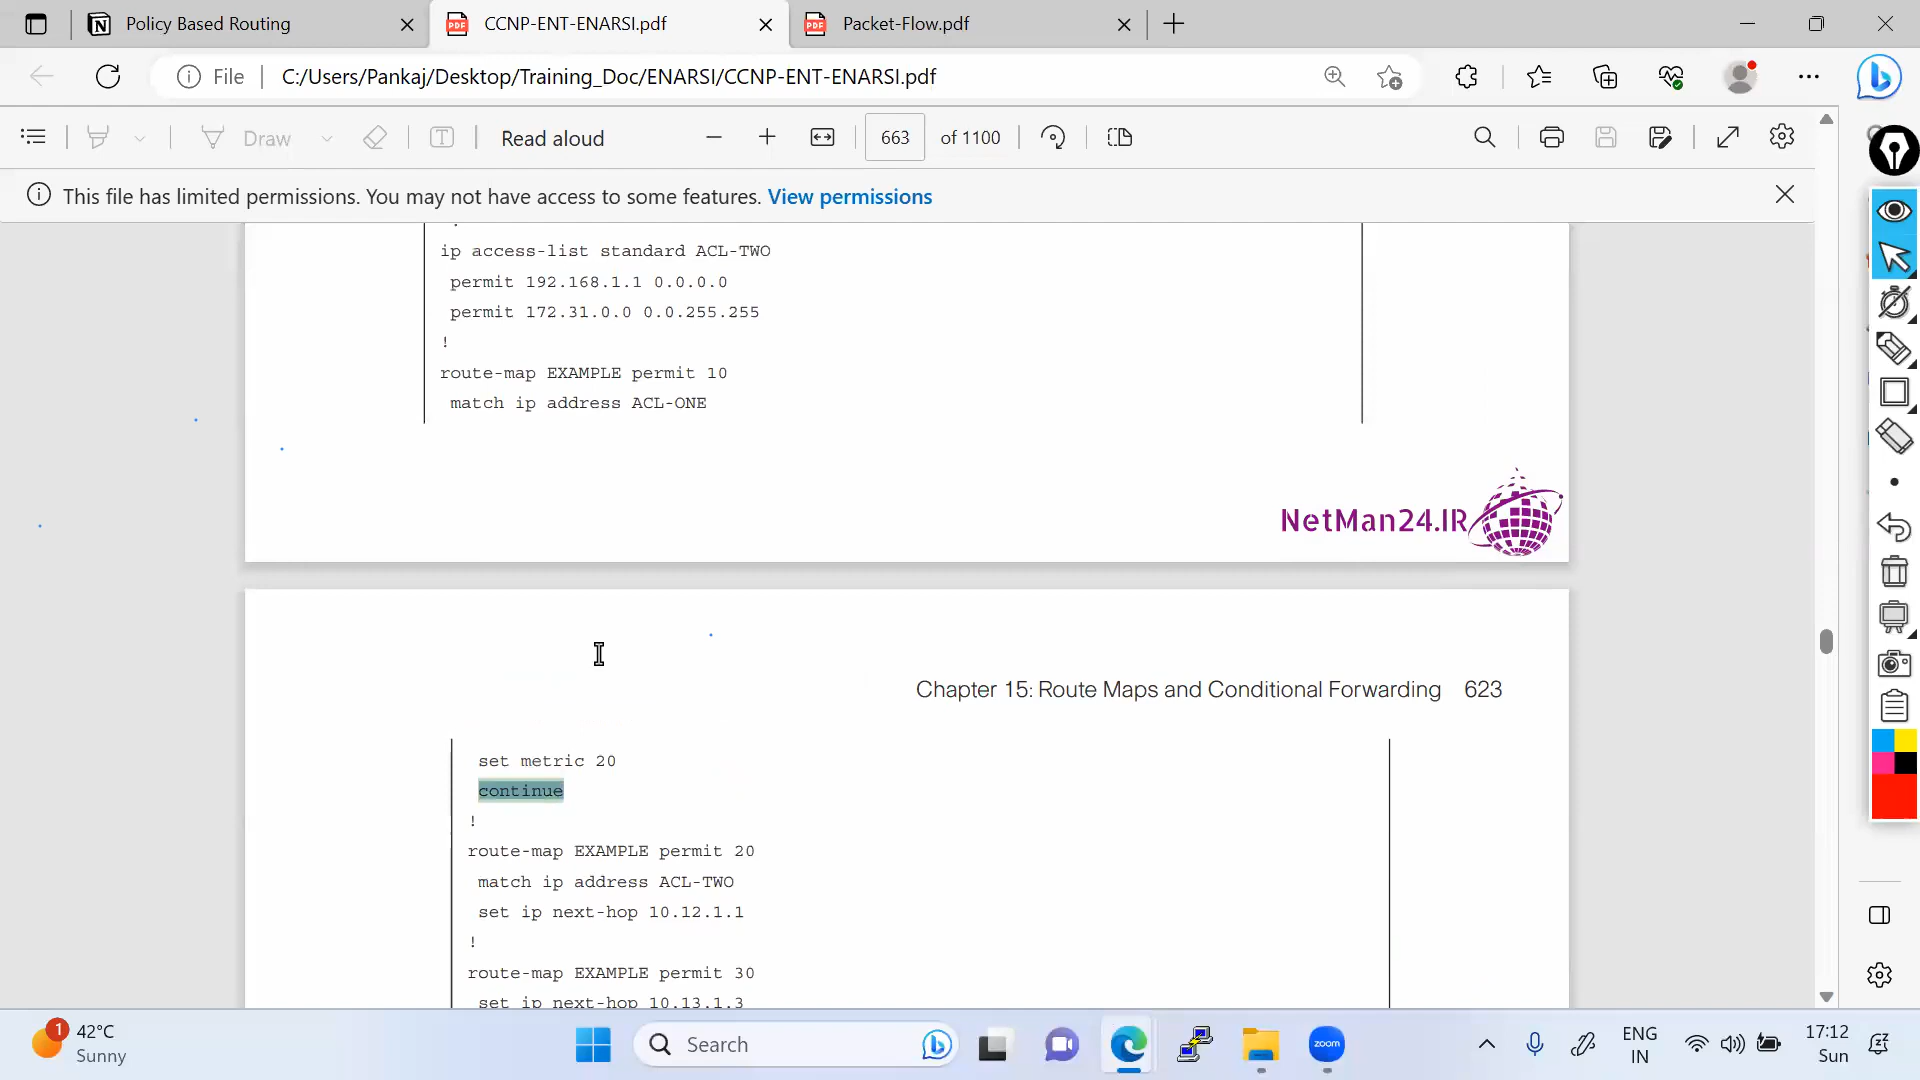 Policy Based Routing
CCNP-ENT-ENARSI.pdf
Packet-Flow.pdf
File
C:/Users/Pankaj/Desktop/Training_Doc/ENARSI/CCNP-ENT-ENARSI.pdf
Draw
Read aloud
663
of 1100
This file has limited permissions. You may not have access to some features. View permissions
ip access-list standard ACL-TWO
permit 192.168.1.1 0.0.0.0
permit 172.31.0.0 0.0.255.255
!
route-map EXAMPLE permit 10
match ip address ACL-ONE
NetMan24.IR
Chapter 15: Route Maps and Conditional Forwarding 623
set metric 20
continue
!
route-map EXAMPLE permit 20
match ip address ACL-TWO
set ip next-hop 10.12.1.1
!
route-map EXAMPLE permit 30
set ip next-hop 10.13.1.3
1
42°C
Sunny
Search
zoom
ENG
IN
17:12
Sun